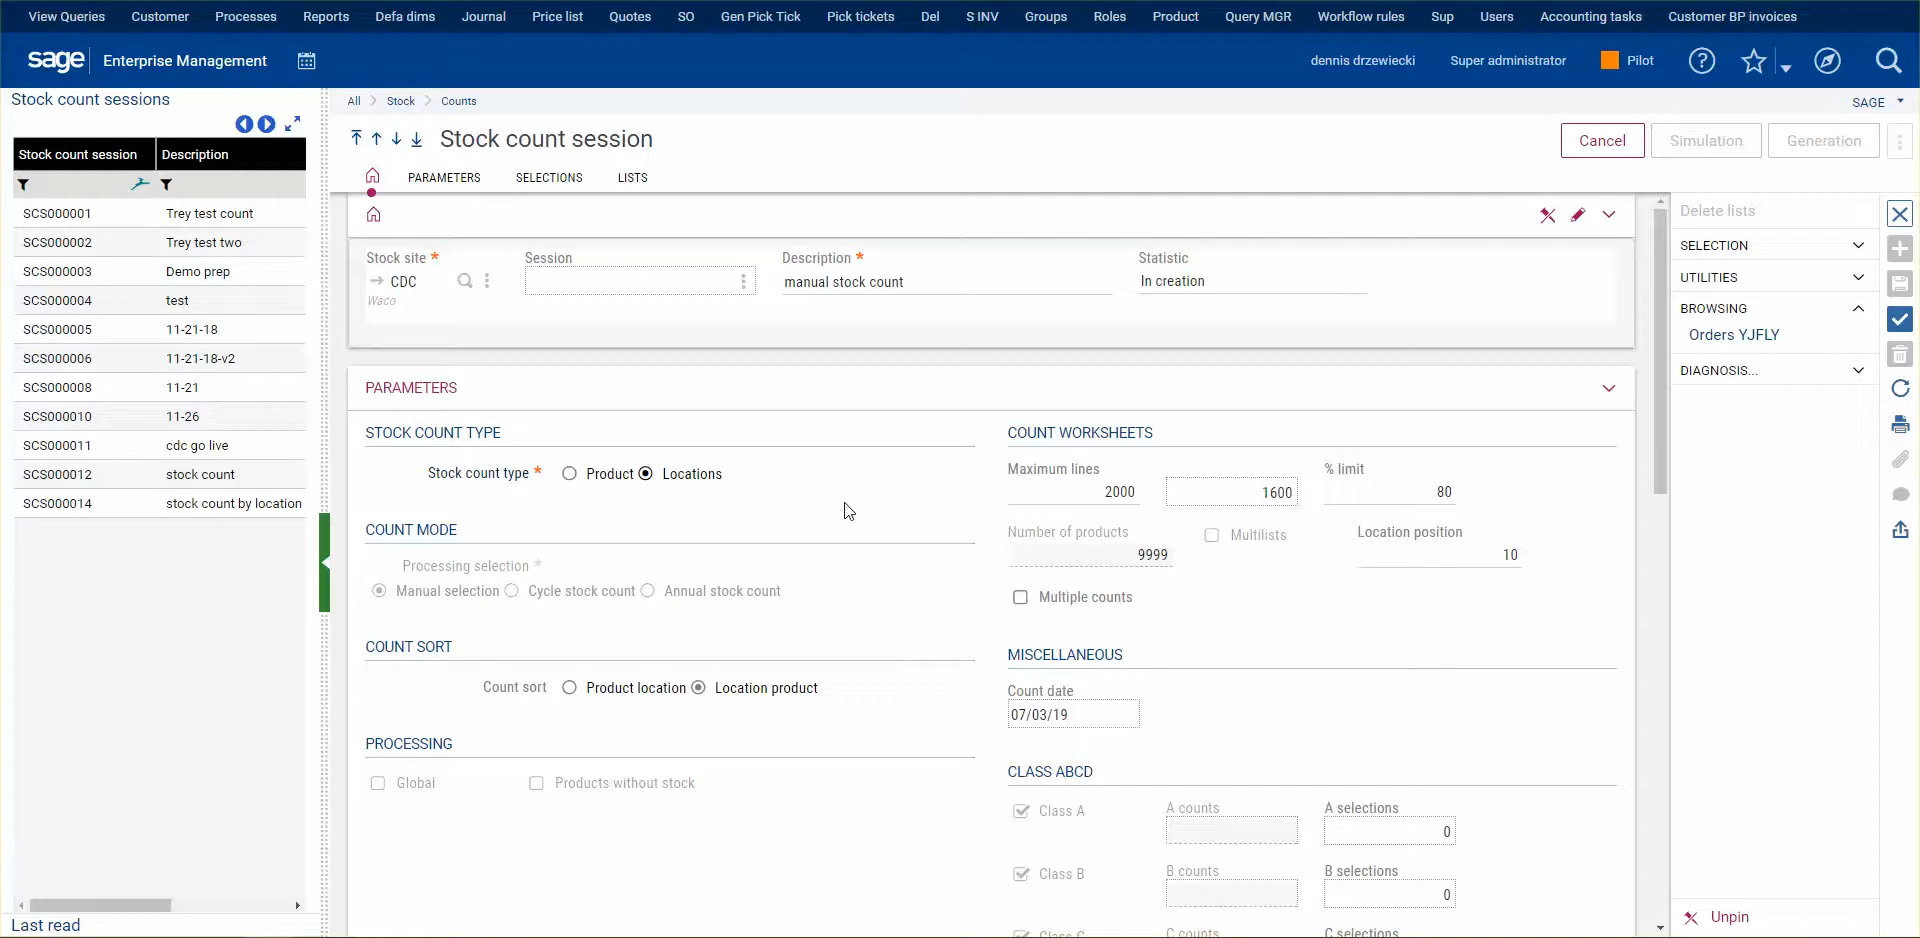 View Queries Customer Processes Reports Defa dims Journal Price list Quotes SO Gen Pick Tick Pick tickets Del S INV Groups Roles Product Query MGR Workflow rules Sup Users Accounting tasks Customer BP invoices
sage Enterprise Management dennis drzewiecki Super administrator Pilot
Stock count sessions
Stock count session Description
SCS000001 Trey test count
SCS000002 Trey test two
SCS000003 Demo prep
SCS000004 test
SCS000005 11-21-18
SCS000006 11-21-18-v2
SCS000008 11-21
SCS000010 11-26
SCS000011 cdc go live
SCS000012 stock count
SCS000014 stock count by location
Last read
All Stock Counts SAGE
Stock count session Cancel Simulation Generation
PARAMETERS SELECTIONS LISTS
Stock site * Session Description * Statistic
CDC manual stock count In creation
Waco
PARAMETERS
STOCK COUNT TYPE
Stock count type * Product Locations
COUNT MODE
Processing selection *
Manual selection Cycle stock count Annual stock count
COUNT SORT
Count sort Product location Location product
PROCESSING
Global Products without stock
COUNT WORKSHEETS
Maximum lines % limit
2000 1600 80
Number of products Multilists Location position
9999 10
Multiple counts
MISCELLANEOUS
Count date
07/03/19
CLASS ABCD
Class A A counts A selections
0
Class B B counts B selections
0
Class C C counts C selections
Delete lists
SELECTION
UTILITIES
BROWSING
Orders YJFLY
DIAGNOSIS...
Unpin